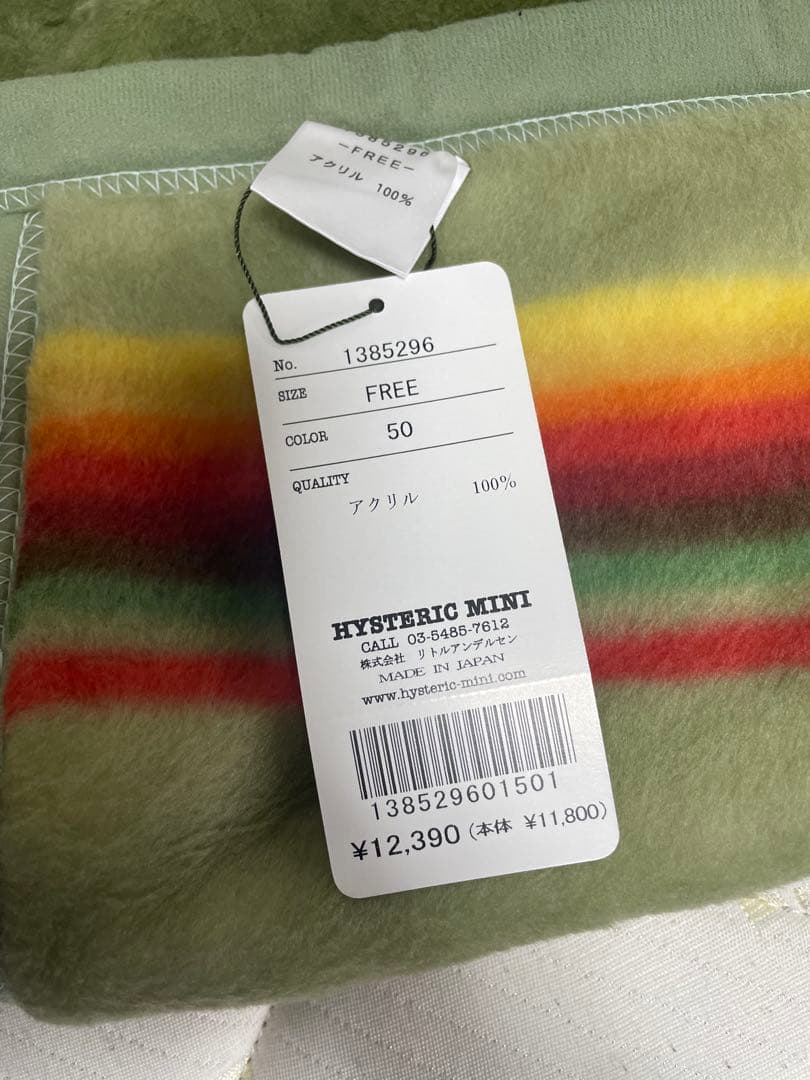 1385296
-FREE-
アクリル 100%
No. 1385296
SIZE FREE
COLOR 50
QUALITY
アクリル 100%
HYSTERIC MINI
CALL 03-5485-7612
株式会社 リトルアンデルセン
MADE IN JAPAN
www.hysteric-mini.com
138529601501
¥12,390 (本体 ¥11,800)